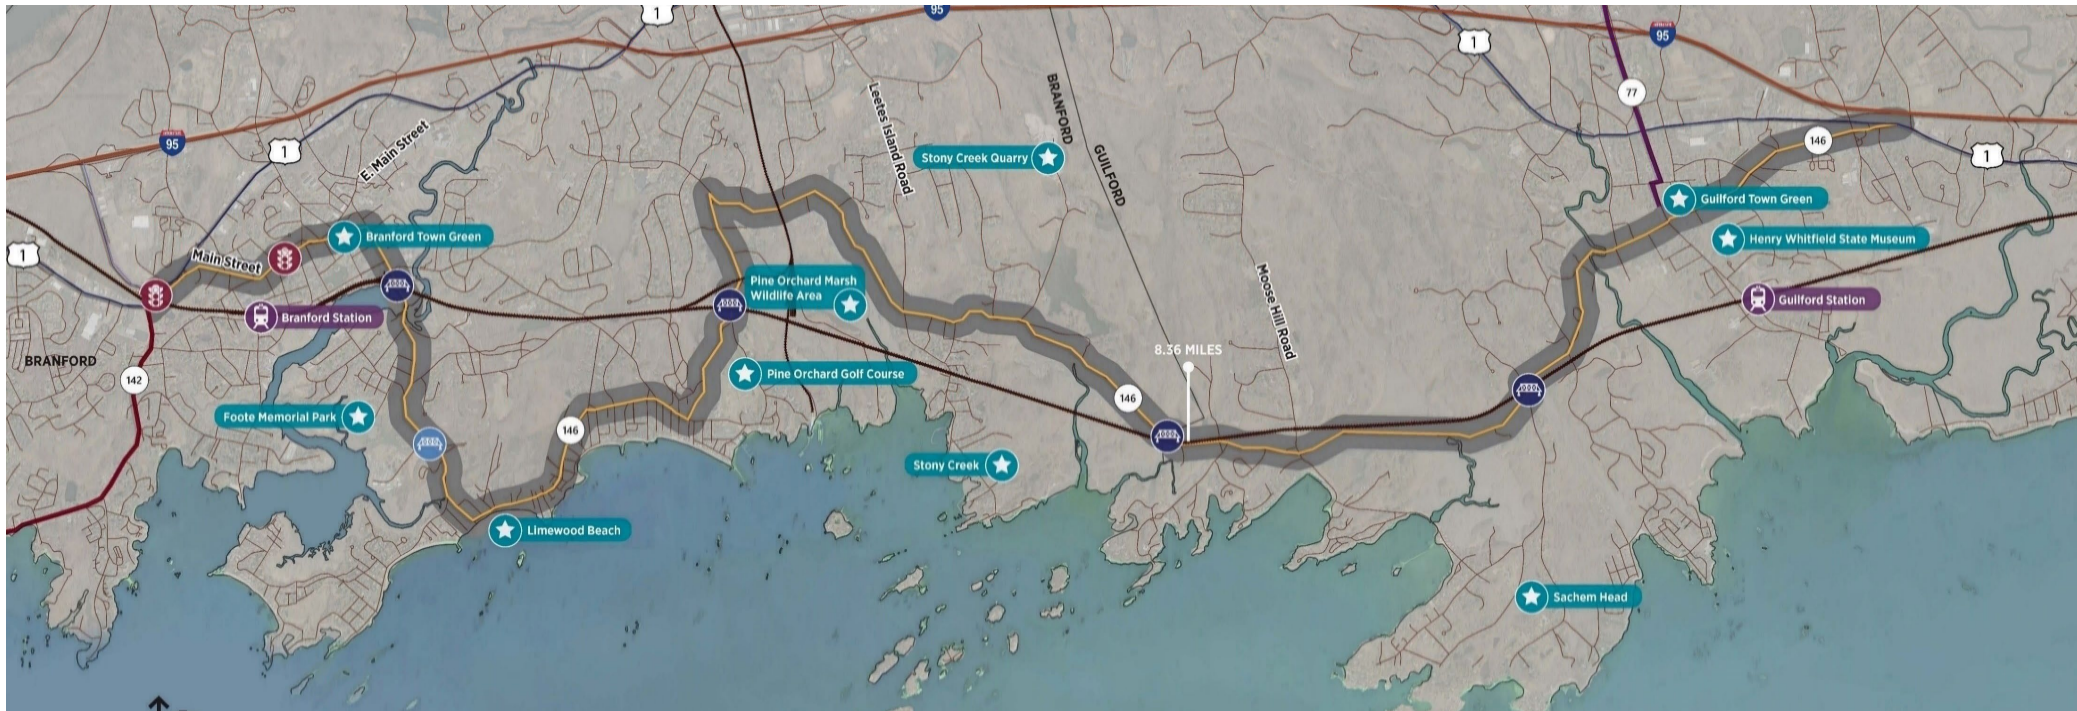 1
95
1
95
77
BRANFORD
GUILFORD
Leetes Island Road
95
1
E. Main Street
Stony Creek Quarry
146
1
Guilford Town Green
Branford Town Green
Henry Whitfield State Museum
1
Main Street
Pine Orchard Marsh
Wildlife Area
Moose Hill Road
Guilford Station
Branford Station
8.36 MILES
BRANFORD
142
Pine Orchard Golf Course
146
Foote Memorial Park
146
Stony Creek
Limewood Beach
Sachem Head